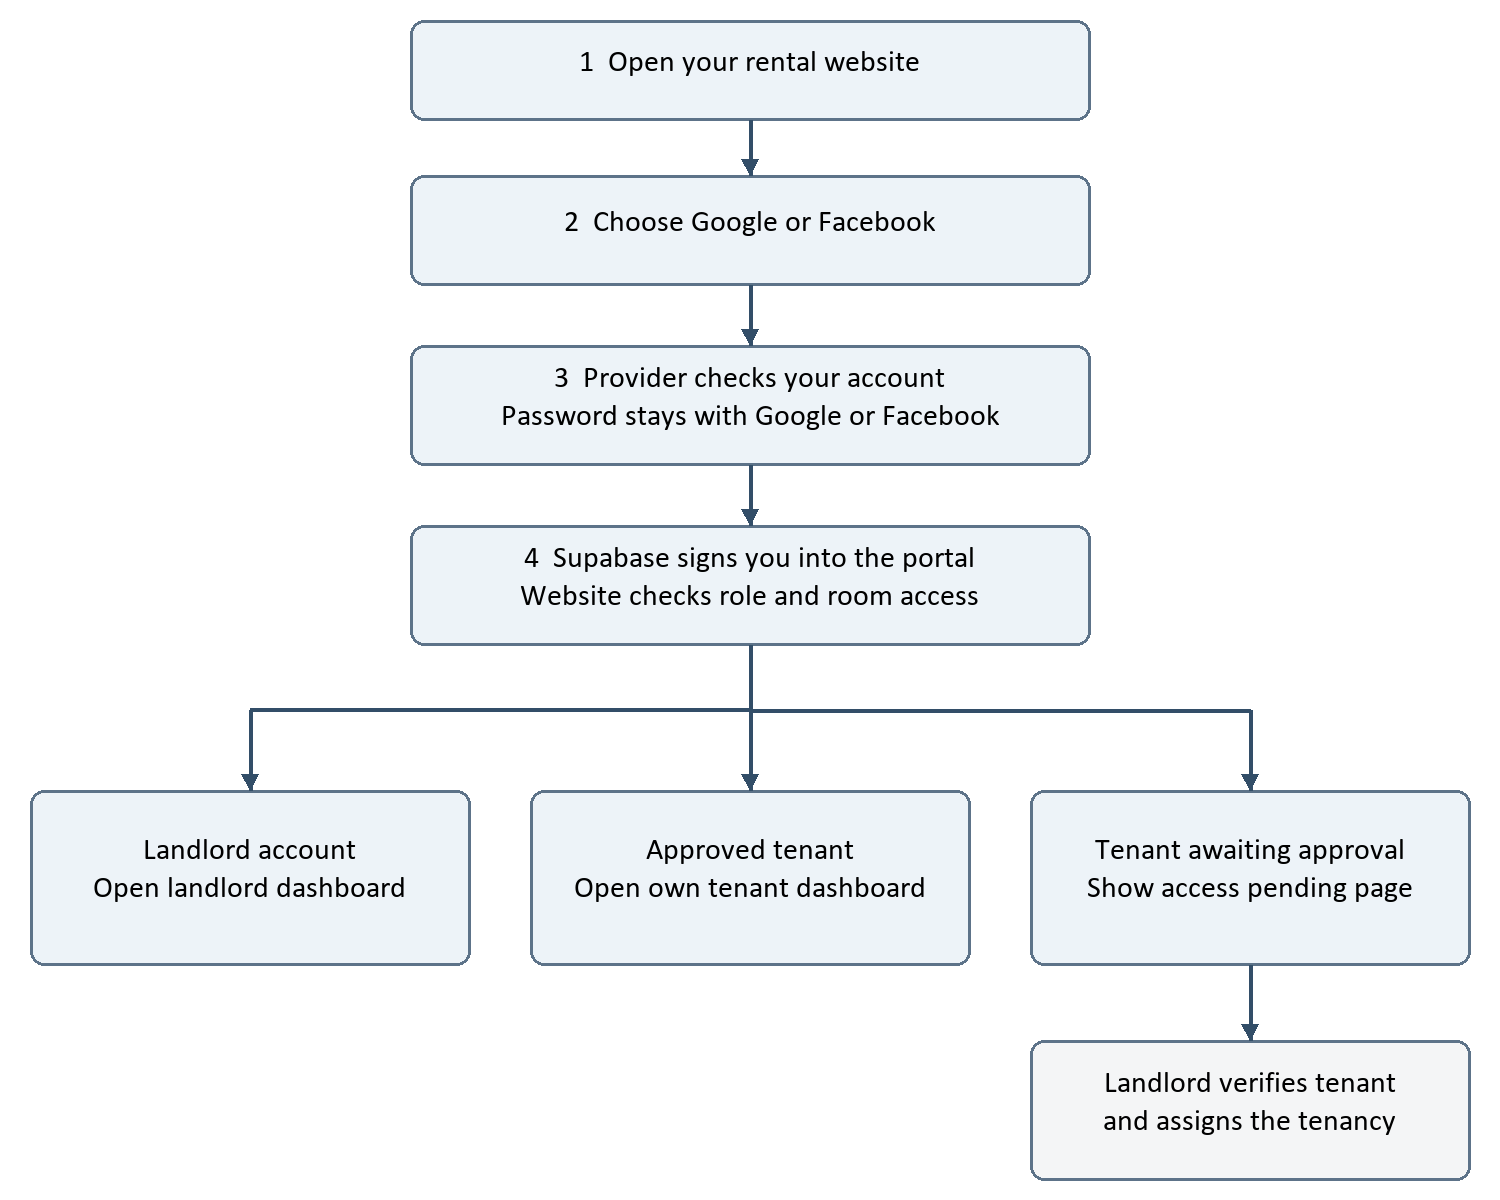 1  Open your rental website
2  Choose Google or Facebook
3  Provider checks your account
Password stays with Google or Facebook
4  Supabase signs you into the portal
Website checks role and room access
Landlord account
Open landlord dashboard
Approved tenant
Open own tenant dashboard
Tenant awaiting approval
Show access pending page
Landlord verifies tenant
and assigns the tenancy